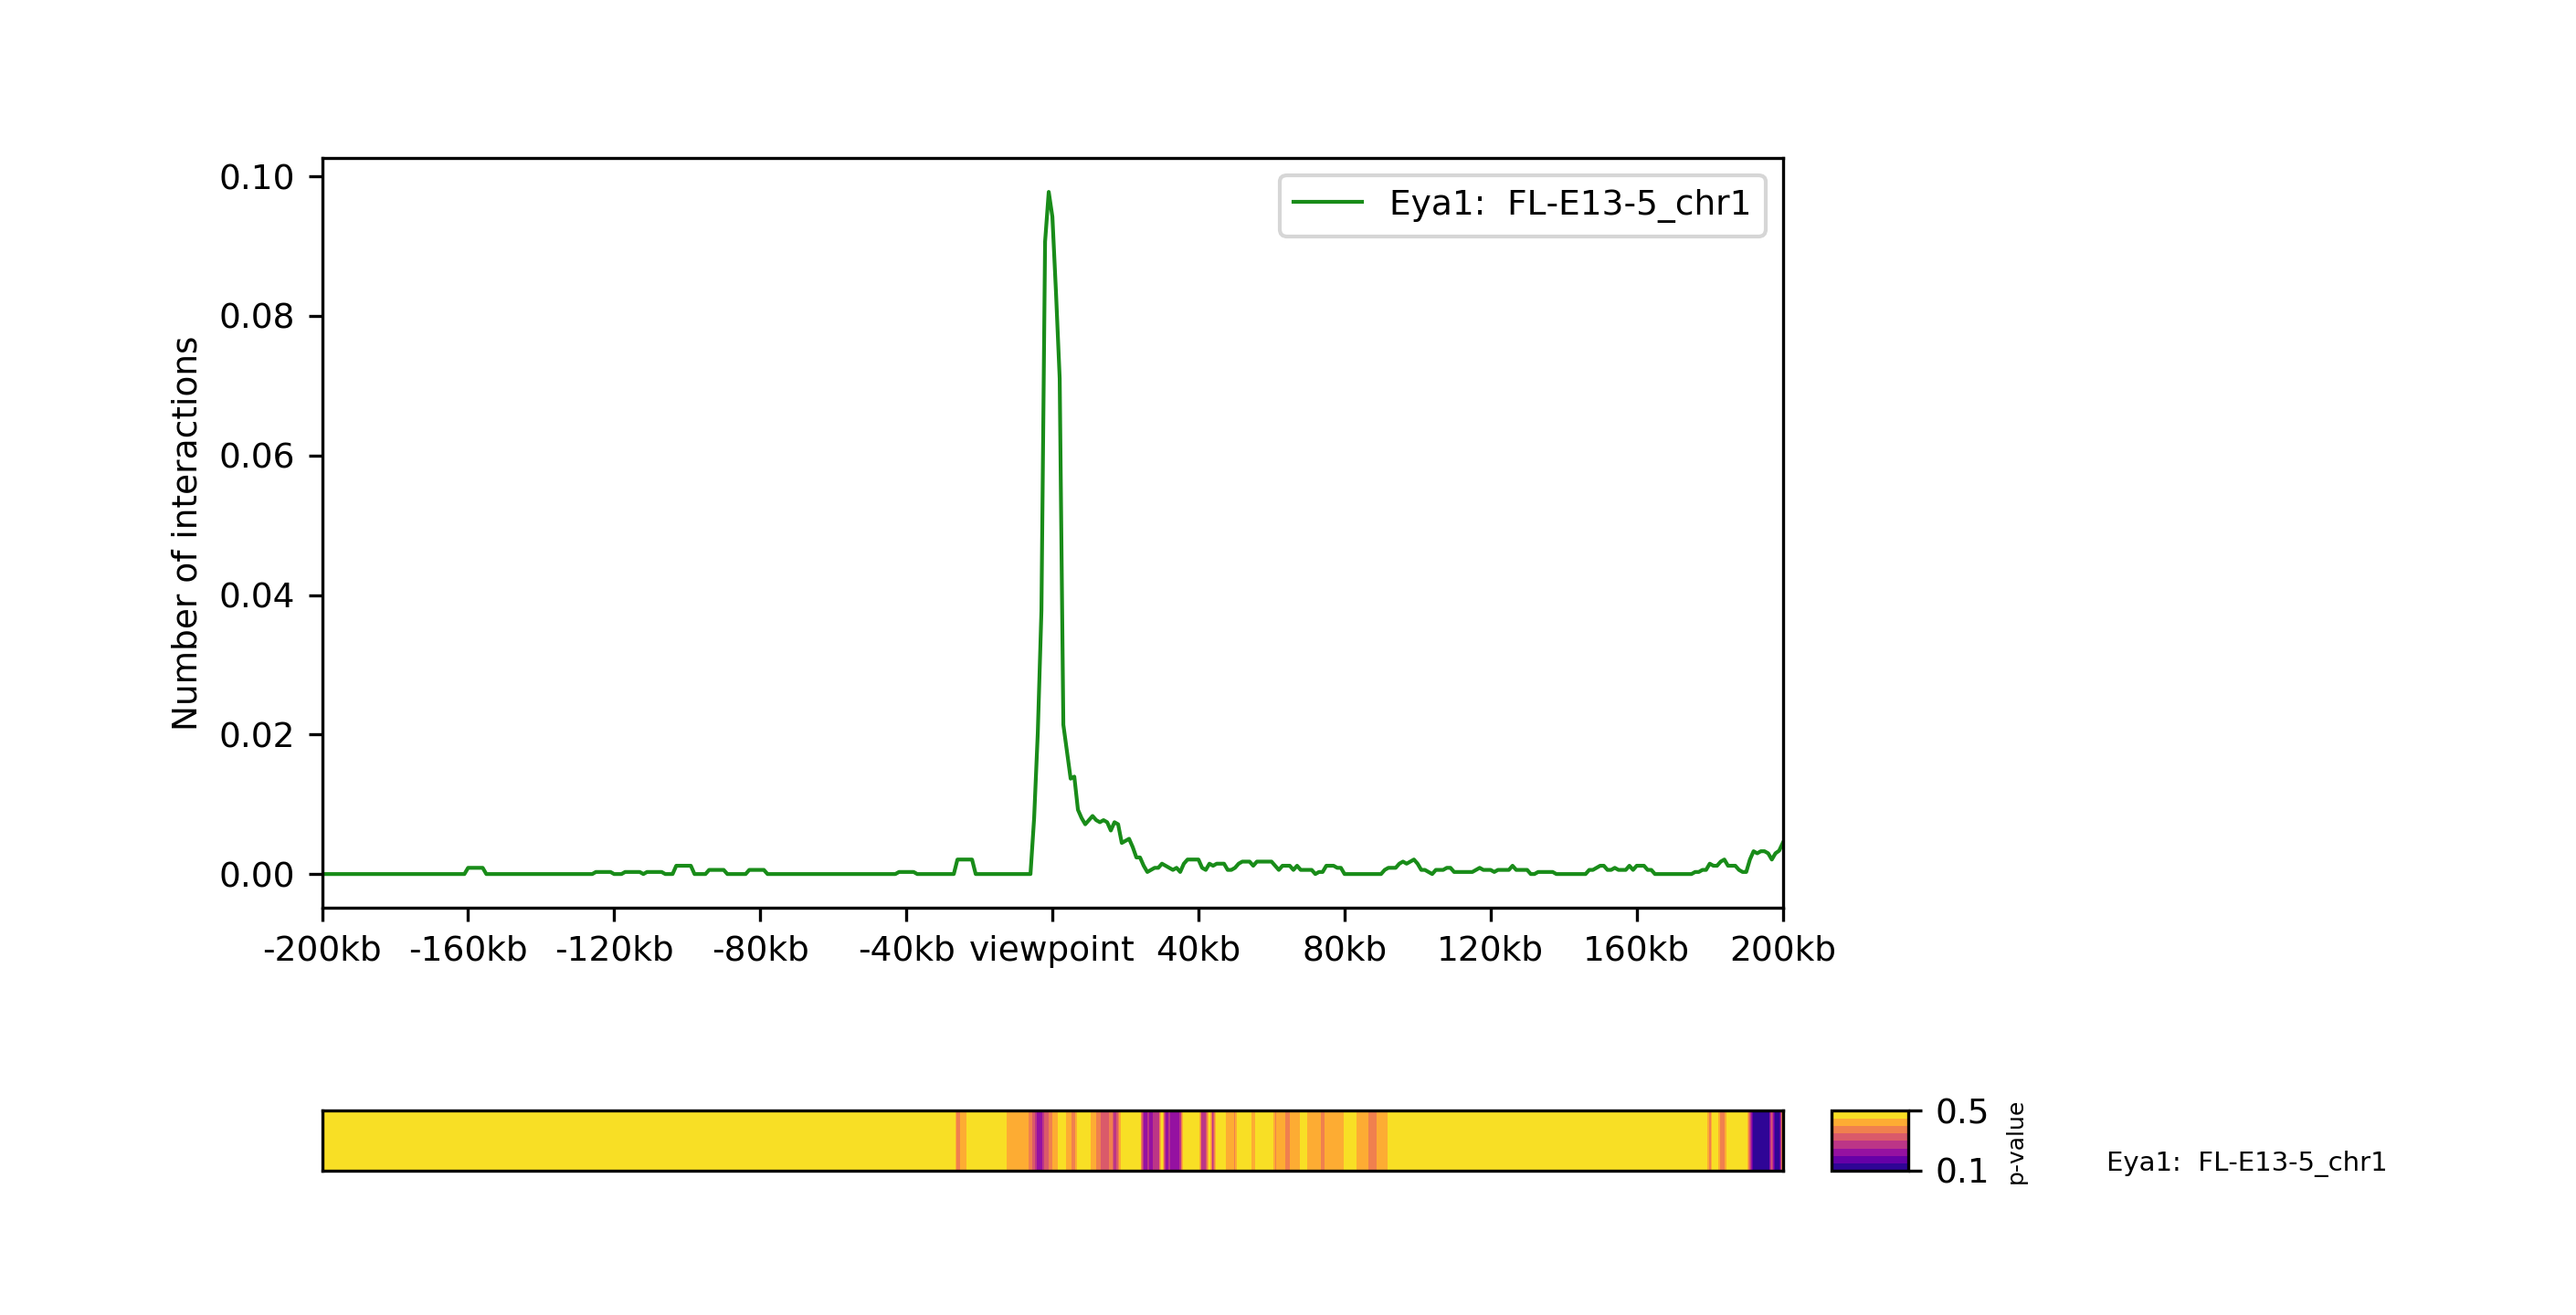 0.10
0.08
0.06
0.04
0.02
0.00
Number of interactions
Eya1:  FL-E13-5_chr1
-200kb -160kb -120kb -80kb -40kb viewpoint 40kb 80kb 120kb 160kb 200kb
0.5
0.1
p-value
Eya1:  FL-E13-5_chr1